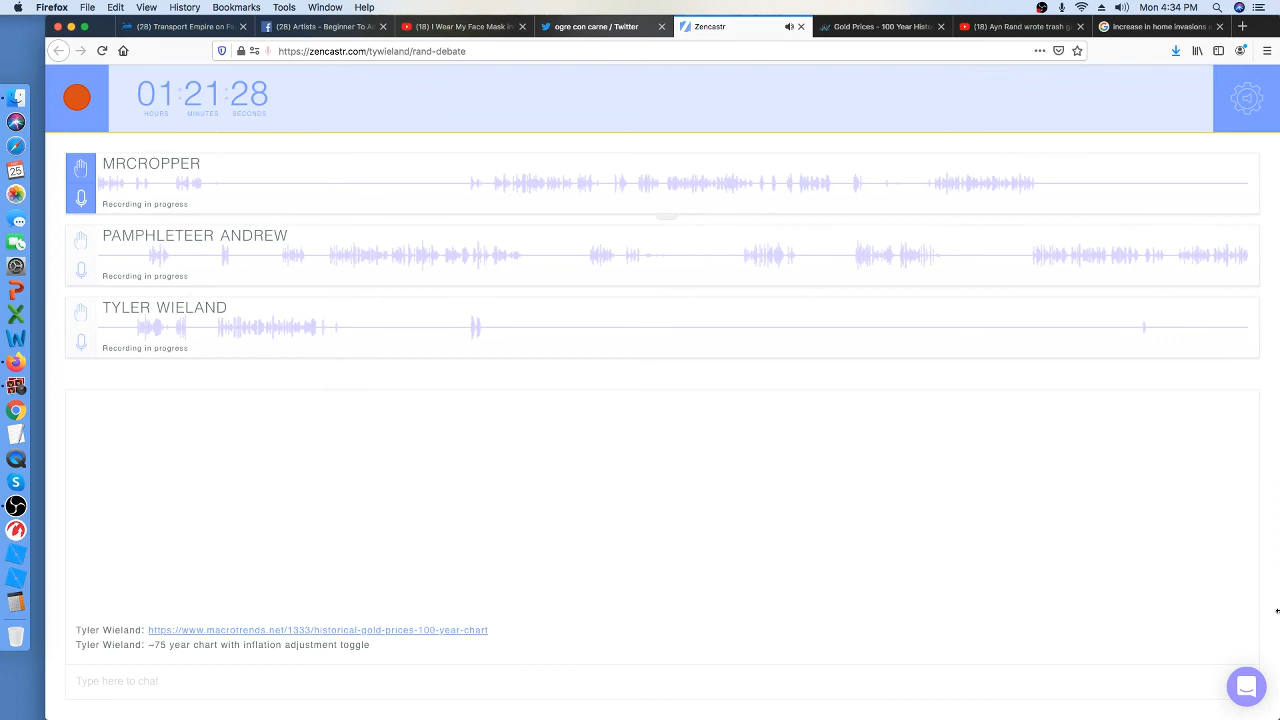 Firefox File Edit View History Bookmarks Tools Window Help
Mon 4:34 PM
(28) Transport Empire on Fe
(28) Artists - Beginner To Ad
(18) I Wear My Face Mask in
ogre con carne / Twitter
Zencastr
Gold Prices - 100 Year Histo
(18) Ayn Rand wrote trash g
increase in home invasions
https://zencastr.com/tywieland/rand-debate
01:21:28
HOURS MINUTES SECONDS
MRCROPPER
Recording in progress
PAMPHLETEER ANDREW
Recording in progress
TYLER WIELAND
Recording in progress
25
Tyler Wieland: https://www.macrotrends.net/1333/historical-gold-prices-100-year-chart
Tyler Wieland: ~75 year chart with inflation adjustment toggle
Type here to chat